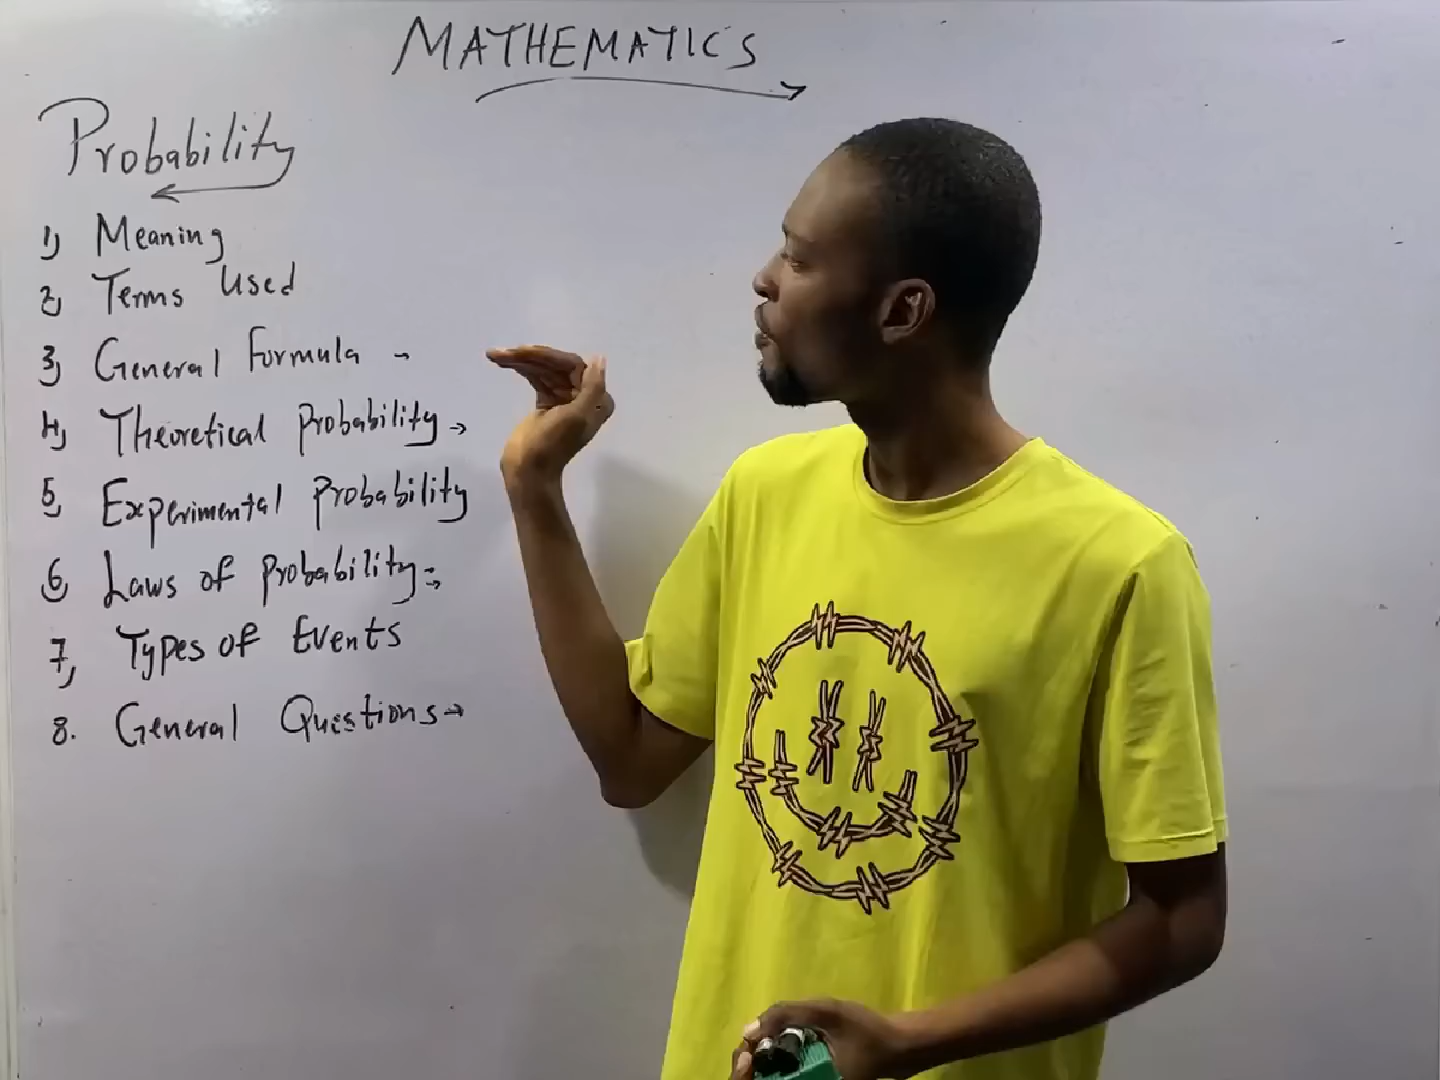 MATHEMATICS
Probability
1) Meaning
2) Terms Used
3) General Formula →
4) Theoretical Probability →
5) Experimental Probability
6) Laws of Probability :→
7) Types of Events
8. General Questions →